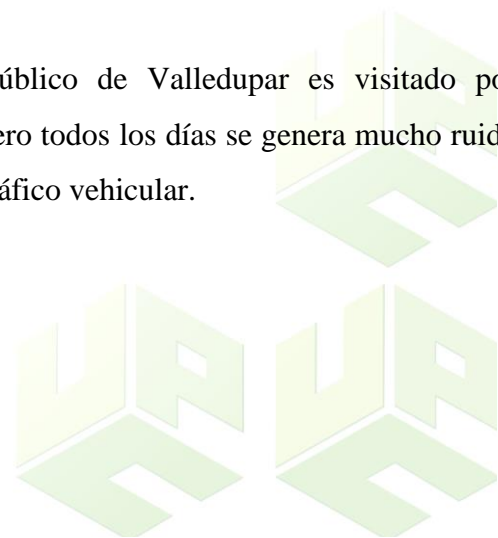 úblico de Valledupar es visitado po
ero todos los días se genera mucho ruid
áfico vehicular.